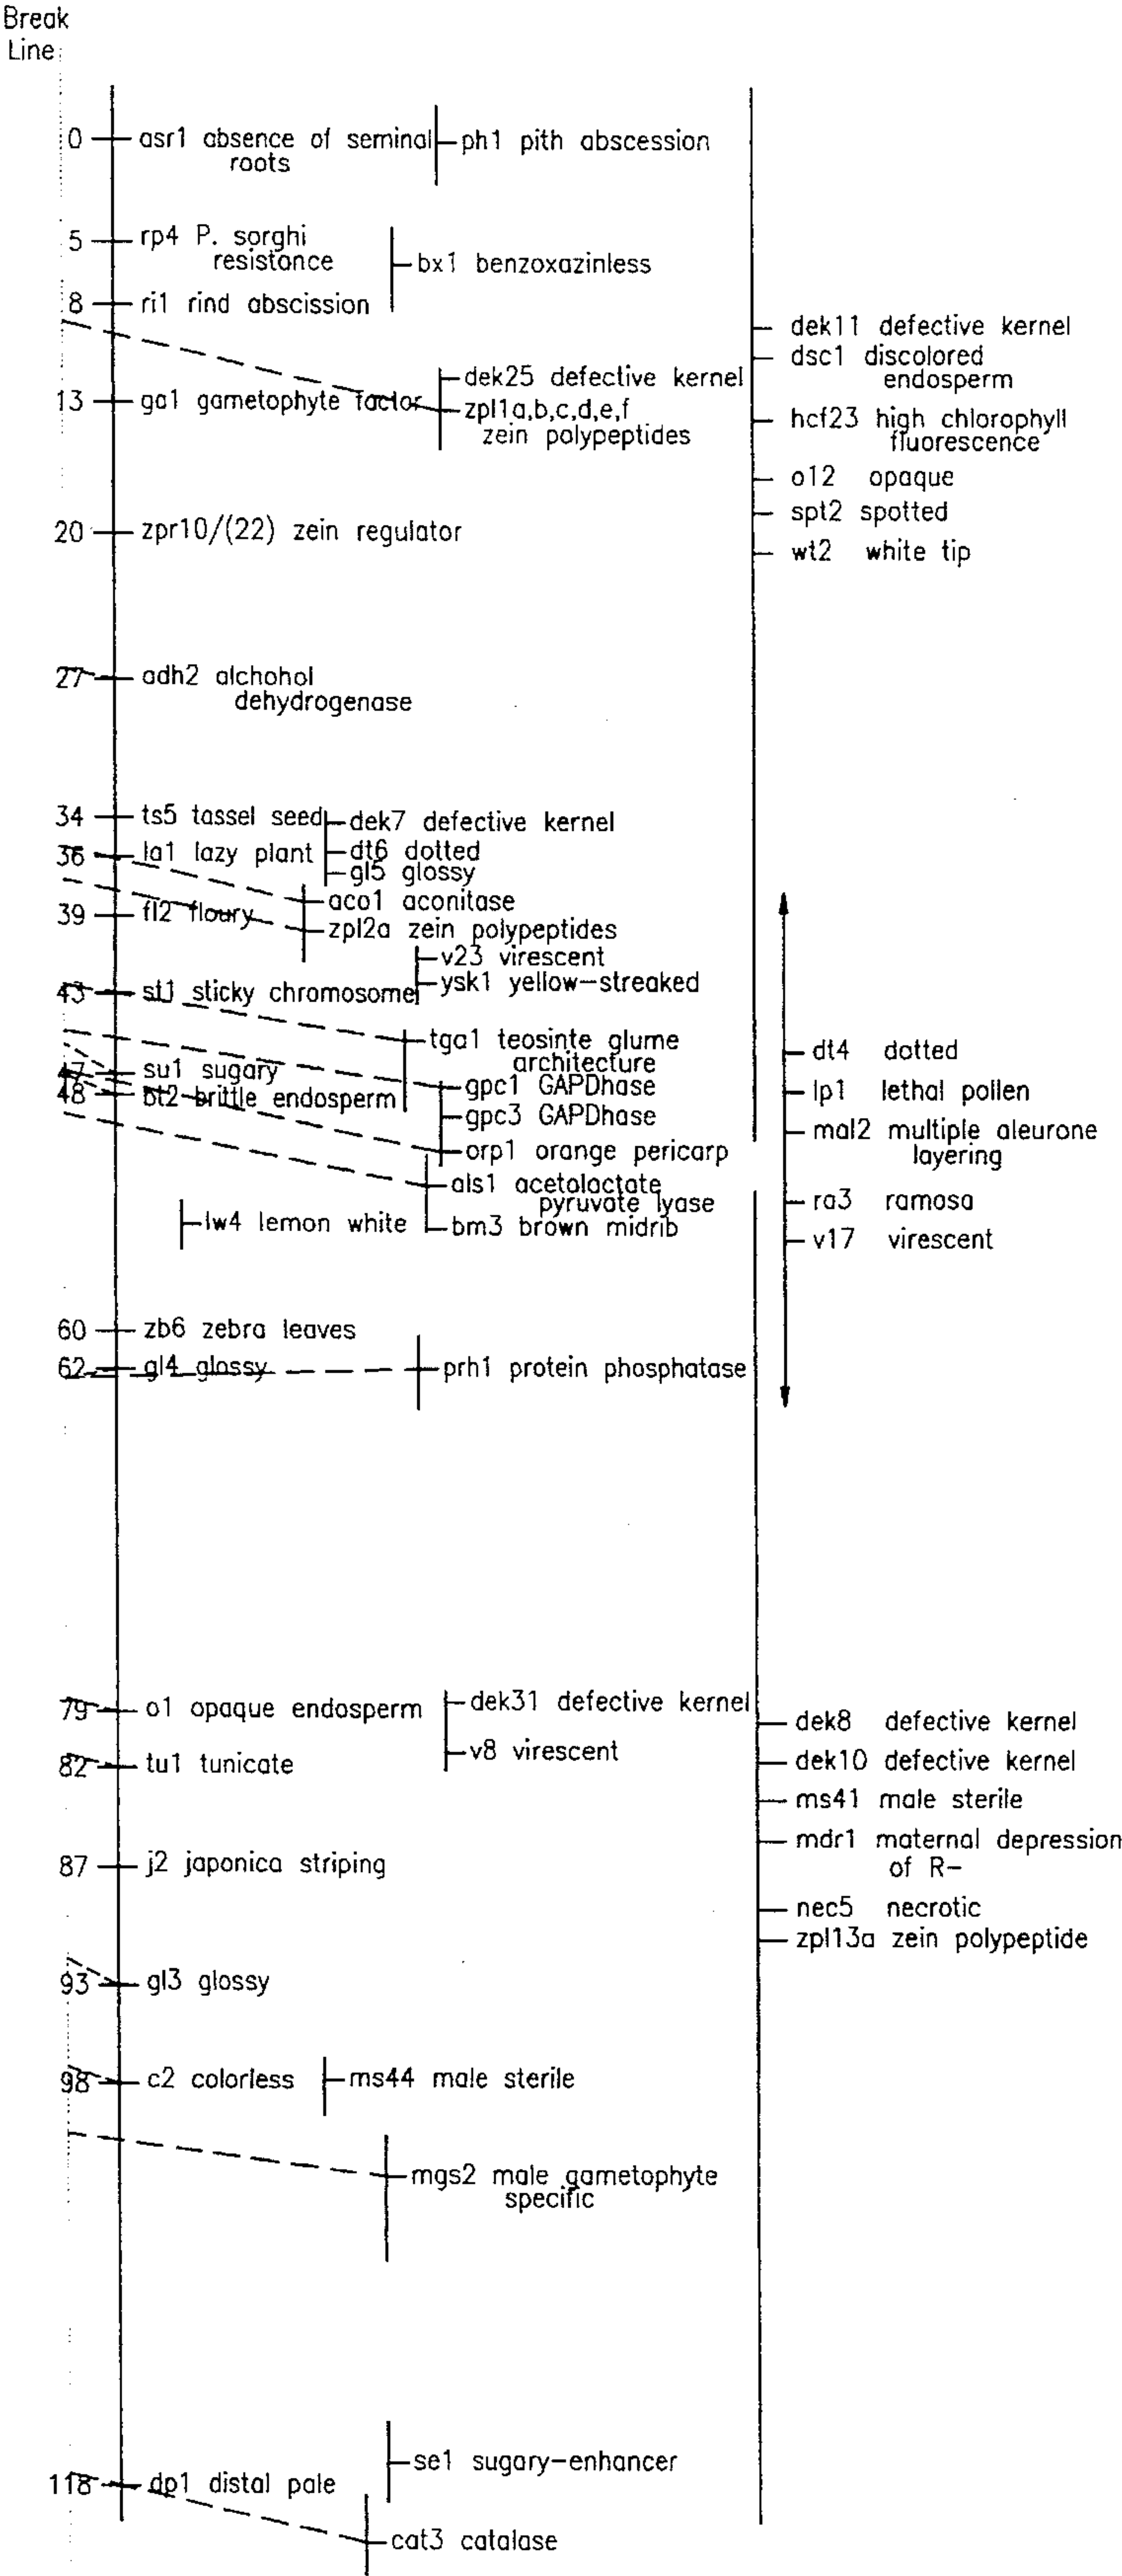 Break
Line
0 asr1 absence of seminal ph1 pith abscession
roots
5 rp4 P. sorghi
resistance
bx1 benzoxazinless
8 ri1 rind abscission
dek11 defective kernel
dsc1 discolored
endosperm
dek25 defective kernel
13 ga1 gametophyte factor zpl1a,b,c,d,e,f
zein polypeptides
hcf23 high chlorophyll
fluorescence
o12 opaque
spt2 spotted
20 zpr10/(22) zein regulator
wt2 white tip
27 adh2 alchohol
dehydrogenase
34 ts5 tassel seed dek7 defective kernel
36 la1 lazy plant dt6 dotted
gl5 glossy
aco1 aconitase
39 fl2 floury zpl2a zein polypeptides
v23 virescent
ysk1 yellow-streaked
43 st1 sticky chromosome
tga1 teosinte glume
architecture
dt4 dotted
47 su1 sugary gpc1 GAPDhase
48 bt2 brittle endosperm
lp1 lethal pollen
gpc3 GAPDhase
mal2 multiple aleurone
layering
orp1 orange pericarp
als1 acetolactate
pyruvate lyase
ra3 ramosa
lw4 lemon white bm3 brown midrib
v17 virescent
60 zb6 zebra leaves
62 gl4 glossy prh1 protein phosphatase
79 o1 opaque endosperm dek31 defective kernel
dek8 defective kernel
v8 virescent
82 tu1 tunicate
dek10 defective kernel
ms41 male sterile
mdr1 maternal depression
of R-
87 j2 japonica striping
nec5 necrotic
zpl13a zein polypeptide
93 gl3 glossy
98 c2 colorless ms44 male sterile
mgs2 male gametophyte
specific
se1 sugary-enhancer
118 dp1 distal pale
cat3 catalase